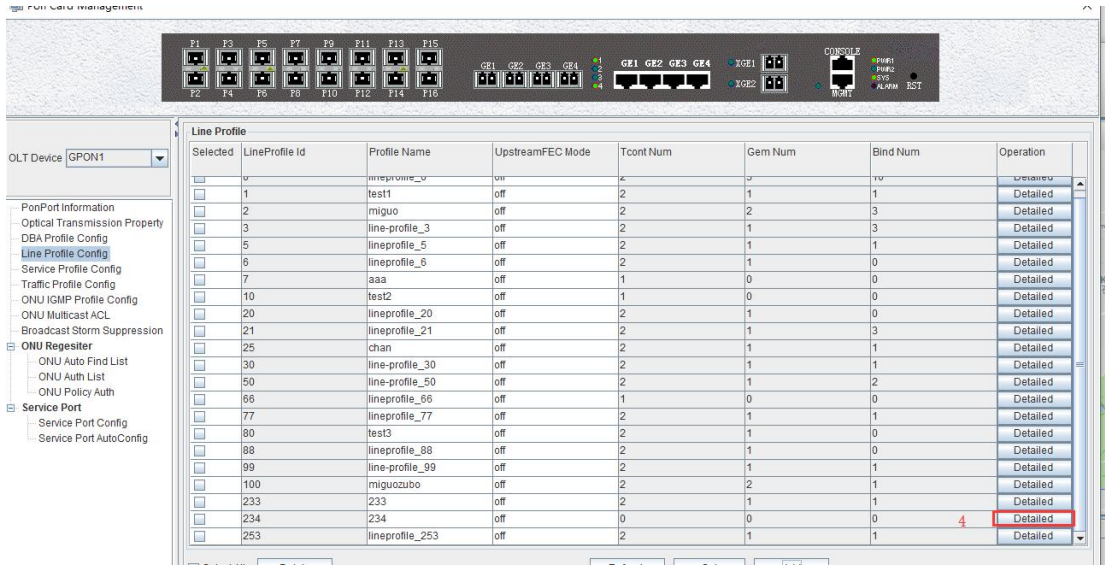 Pon Card Management
P1 P3 P5 P7 P9 P11 P13 P15
P2 P4 P6 P8 P10 P12 P14 P16
GE1 GE2 GE3 GE4
1
2
3
4
GE1 GE2 GE3 GE4
XGE1
XGE2
CONSOLE
MGMT
PWR1
PWR2
SYS
ALARM
RST
OLT Device GPON1
PonPort Information
Optical Transmission Property
DBA Profile Config
Line Profile Config
Service Profile Config
Traffic Profile Config
ONU IGMP Profile Config
ONU Multicast ACL
Broadcast Storm Suppression
ONU Regesiter
ONU Auto Find List
ONU Auth List
ONU Policy Auth
Service Port
Service Port Config
Service Port AutoConfig
Line Profile
Selected LineProfile Id Profile Name UpstreamFEC Mode Tcont Num Gem Num Bind Num Operation
0 lineprofile_0 off 2 10 Detailed
1 test1 off 2 1 1 Detailed
2 miguo off 2 2 3 Detailed
3 line-profile_3 off 2 1 3 Detailed
5 lineprofile_5 off 2 1 1 Detailed
6 lineprofile_6 off 2 1 0 Detailed
7 aaa off 1 0 0 Detailed
10 test2 off 1 0 0 Detailed
20 lineprofile_20 off 2 1 0 Detailed
21 lineprofile_21 off 2 1 3 Detailed
25 chan off 2 1 1 Detailed
30 line-profile_30 off 2 1 1 Detailed
50 line-profile_50 off 2 1 2 Detailed
66 lineprofile_66 off 1 0 0 Detailed
77 lineprofile_77 off 2 1 1 Detailed
80 test3 off 2 1 0 Detailed
88 lineprofile_88 off 2 1 0 Detailed
99 line-profile_99 off 2 1 1 Detailed
100 miguozubo off 2 2 1 Detailed
233 233 off 2 1 1 Detailed
234 234 off 0 0 0 4 Detailed
253 lineprofile_253 off 2 1 1 Detailed